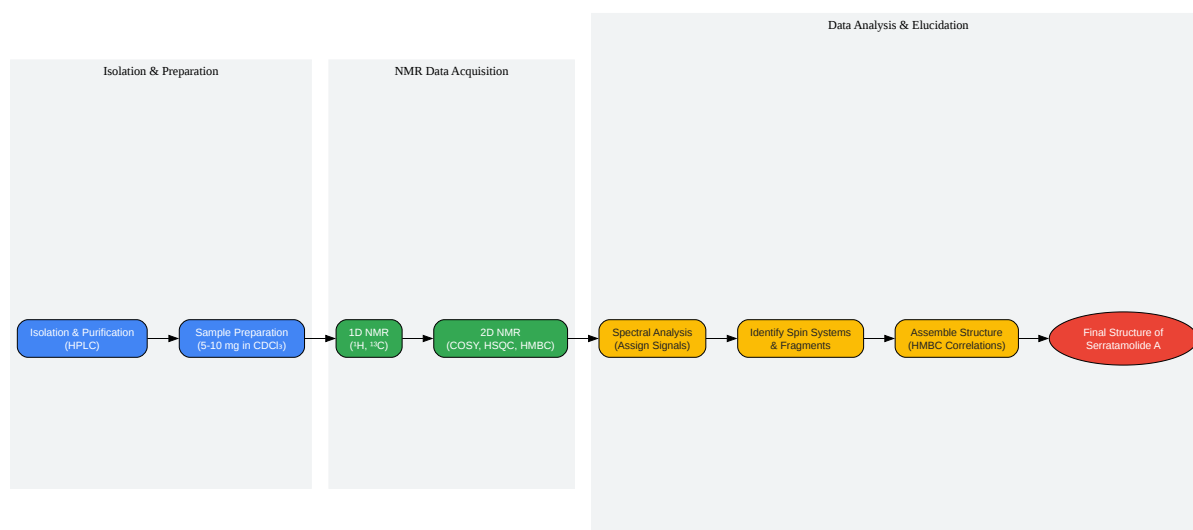 Data Analysis & Elucidation
Isolation & Preparation
NMR Data Acquisition
Isolation & Purification
(HPLC)
Sample Preparation
(5-10 mg in CDCl₃)
1D NMR
(¹H, ¹³C)
2D NMR
(COSY, HSQC, HMBC)
Spectral Analysis
(Assign Signals)
Identify Spin Systems
& Fragments
Assemble Structure
(HMBC Correlations)
Final Structure of
Serratamolide A